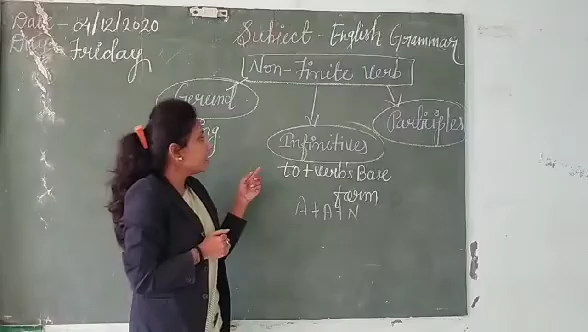 Date - 04/12/2020
Day - Friday
Subject - English Grammar
Non-finite verb
Gerund
Infinitives
Participles
ing
to + verb's Base
form
A + A + N